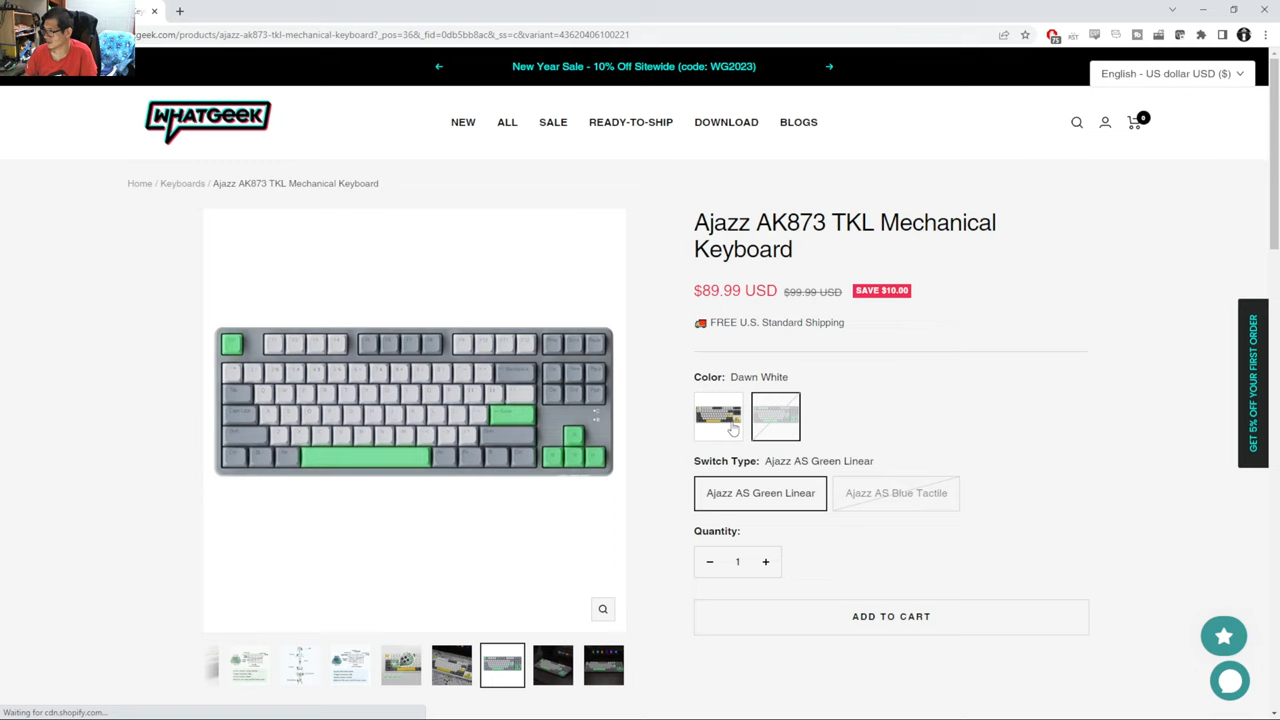 geek.com/products/ajazz-ak873-tkl-mechanical-keyboard?_pos=36&_fid=0db5bb8ac&_ss=c&variant=43620406100221
75
New Year Sale - 10% Off Sitewide (code: WG2023)
English - US dollar USD ($)
WHATGEEK
NEW ALL SALE READY-TO-SHIP DOWNLOAD BLOGS
0
Home / Keyboards / Ajazz AK873 TKL Mechanical Keyboard
Ajazz AK873 TKL Mechanical
Keyboard
$89.99 USD $99.99 USD SAVE $10.00
FREE U.S. Standard Shipping
Color: Dawn White
Switch Type: Ajazz AS Green Linear
Ajazz AS Green Linear Ajazz AS Blue Tactile
Quantity:
1
ADD TO CART
GET 5% OFF YOUR FIRST ORDER
Waiting for cdn.shopify.com...